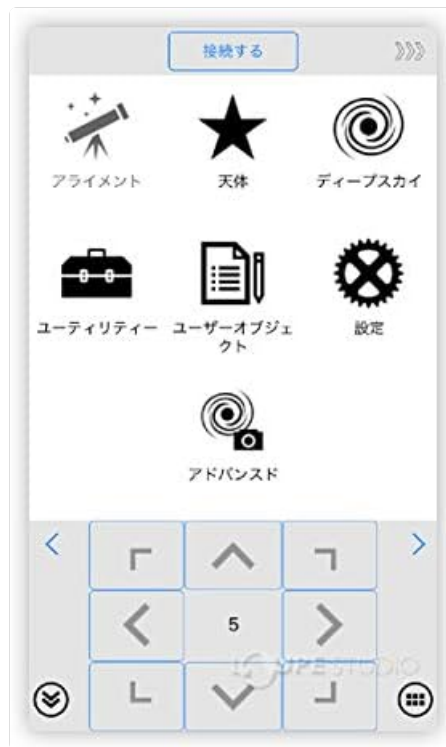 接続する
アライメント
天体
ディープスカイ
ユーティリティー
ユーザーオブジェ
クト
設定
アドバンスド
5
LOUPE STUDIO